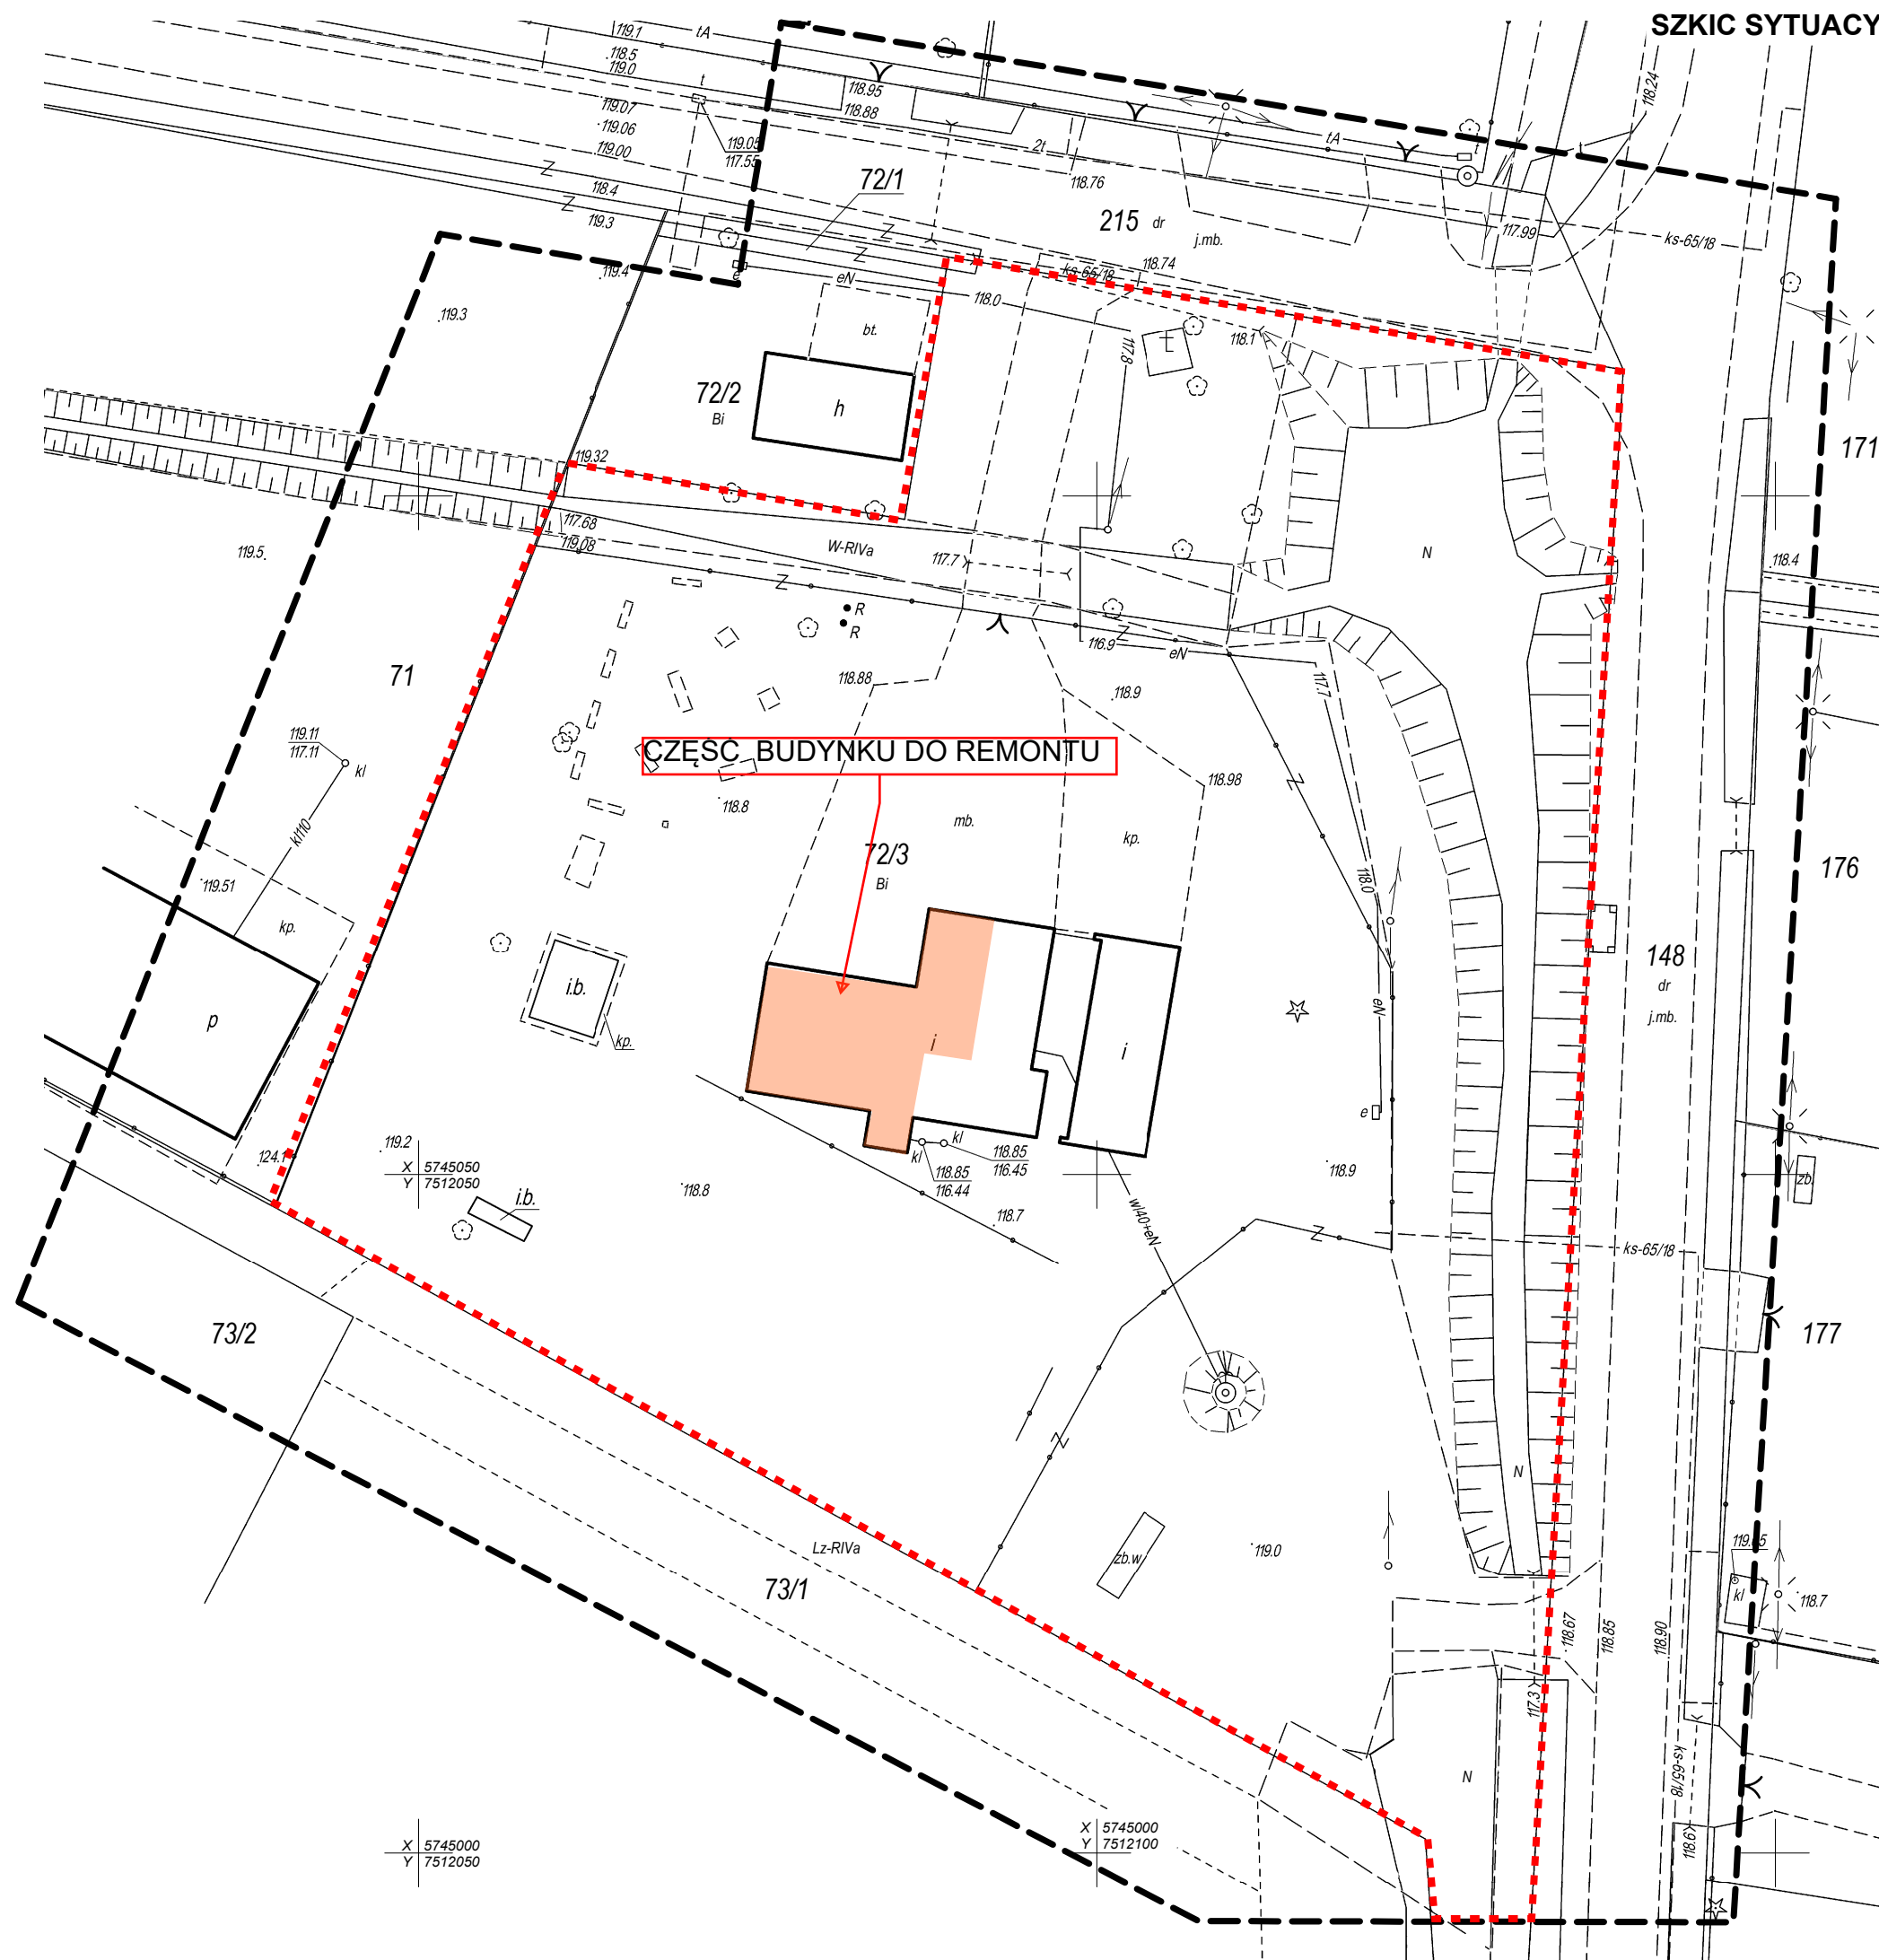 SZKIC SYTUACY
119.1
tA
118.5
119.0
t
118.95
118.88
119.07
119.06
119.05
117.55
119.00
2t
tA
t
t
118.24
118.76
72/1
118.4
119.3
215 dr
j.mb.
117.99
ks-65/18
119.4
e
eN
118.0
ks-65/18
118.74
119.3
bt.
117.8
t
118.1
72/2
Bi
h
171
119.32
117.68
119.08
W-RIVa
117.7
N
119.5
118.4
R
R
116.9
eN
71
118.88
118.9
117.7
119.11
117.11
kl
CZĘŚC BUDYNKU DO REMONTU
118.98
118.8
mb.
kp.
kl110
72/3
Bi
118.0
176
119.51
kp.
i.b.
148
dr
j.mb.
p
kp.
i
i
eN
e
124.1
119.2
X 5745050
Y 7512050
kl
kl
118.85
116.45
118.85
116.44
118.9
zb.
i.b.
118.8
118.7
wl40+eN
ks-65/18
73/2
177
N
Lz-RIVa
zb.w
119.0
kl
118.7
73/1
118.67
118.85
118.90
117.3
N
ks-65/18
118.9
X 5745000
Y 7512050
X 5745000
Y 7512100